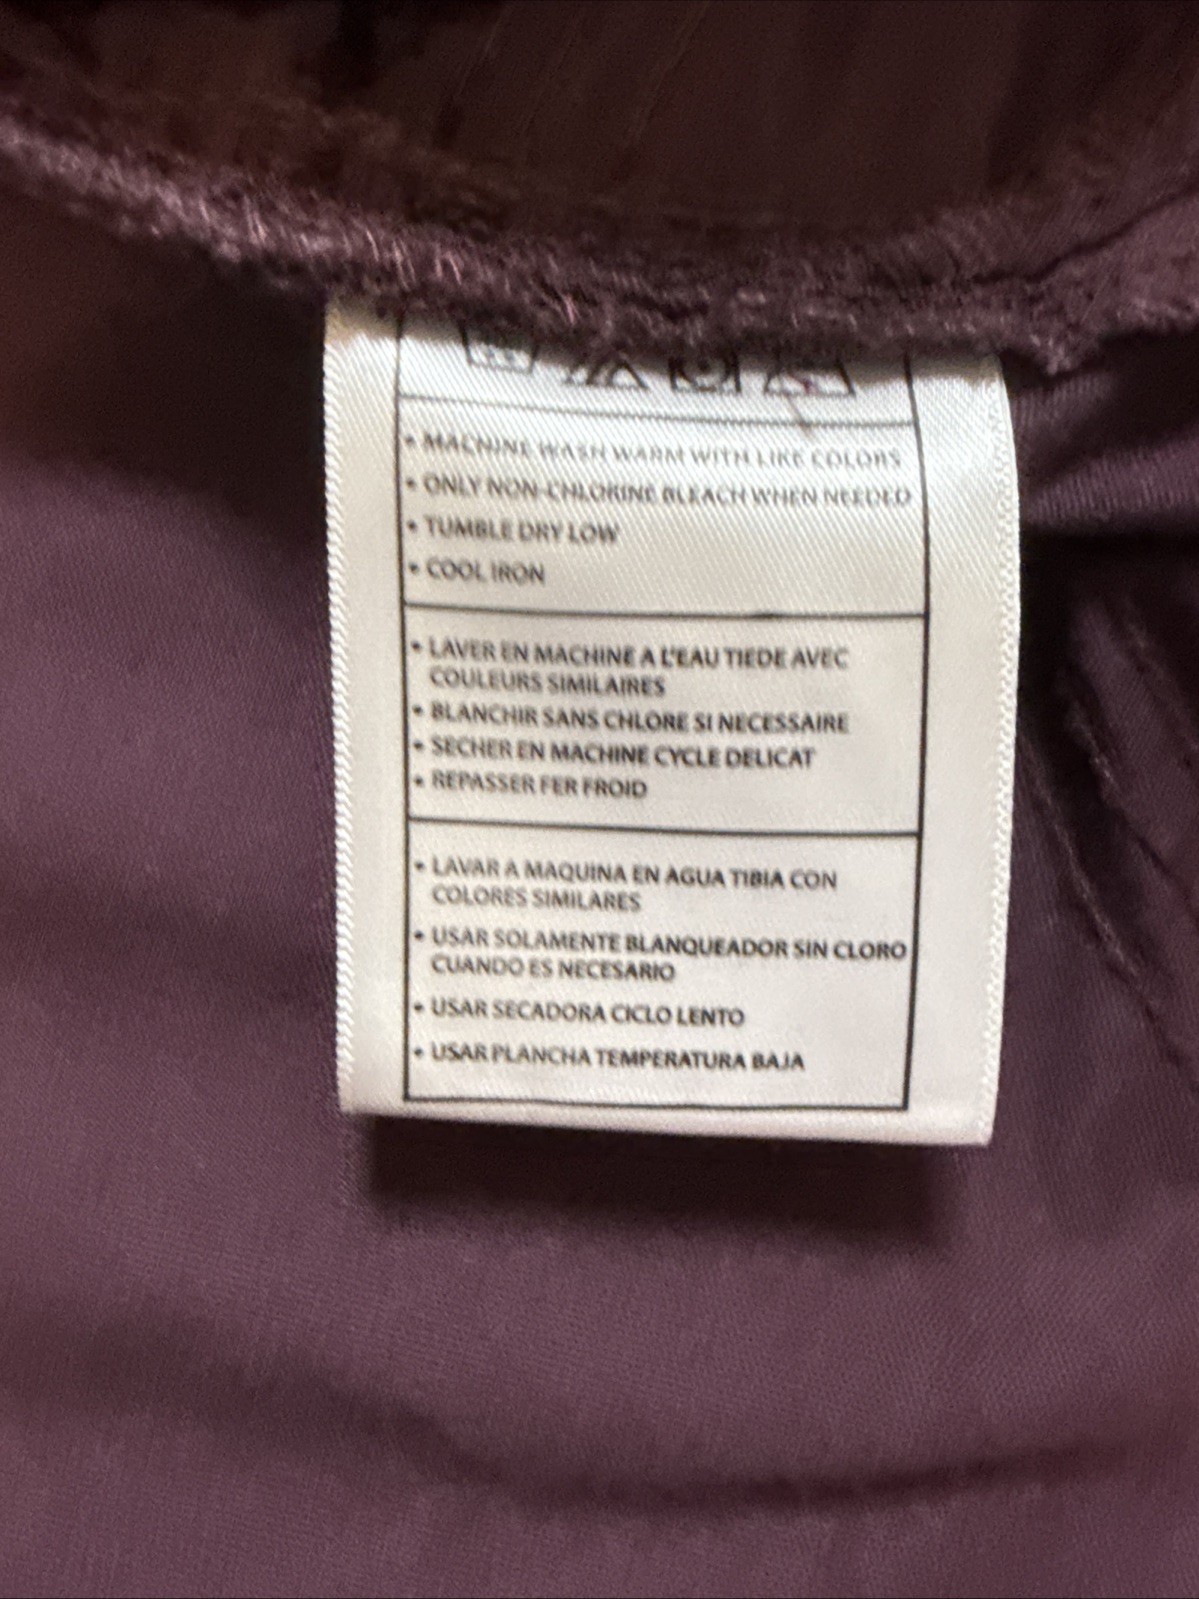 • MACHINE WASH WARM WITH LIKE COLORS
• ONLY NON-CHLORINE BLEACH WHEN NEEDED
• TUMBLE DRY LOW
• COOL IRON
• LAVER EN MACHINE A L'EAU TIEDE AVEC
COULEURS SIMILAIRES
• BLANCHIR SANS CHLORE SI NECESSAIRE
• SECHER EN MACHINE CYCLE DELICAT
• REPASSER FER FROID
• LAVAR A MAQUINA EN AGUA TIBIA CON
COLORES SIMILARES
• USAR SOLAMENTE BLANQUEADOR SIN CLORO
CUANDO ES NECESARIO
• USAR SECADORA CICLO LENTO
• USAR PLANCHA TEMPERATURA BAJA